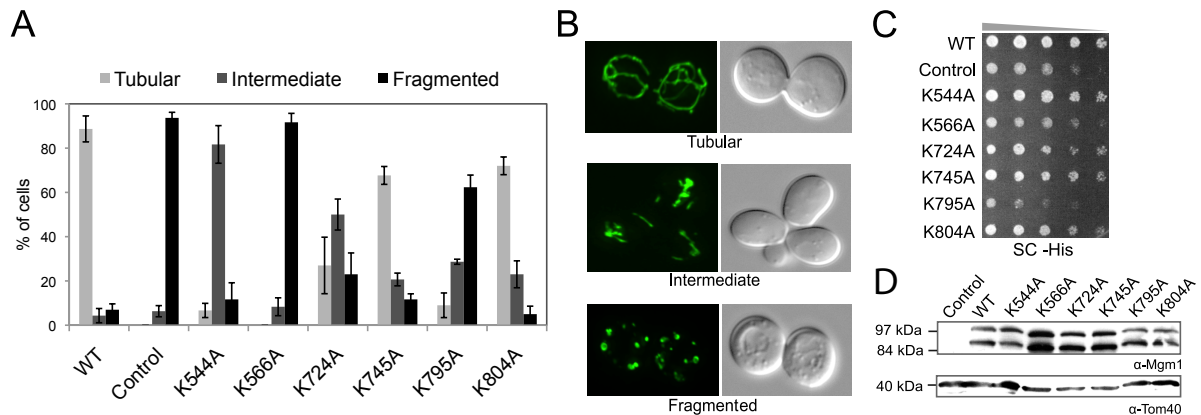 A
Tubular Intermediate Fragmented
100
80
60
40
20
0
% of cells
WT Control K544A K566A K724A K745A K795A K804A
B
Tubular
Intermediate
Fragmented
C
WT
Control
K544A
K566A
K724A
K745A
K795A
K804A
SC -His
D
Control WT K544A K566A K724A K745A K795A K804A
97 kDa
84 kDa
α-Mgm1
40 kDa
α-Tom40